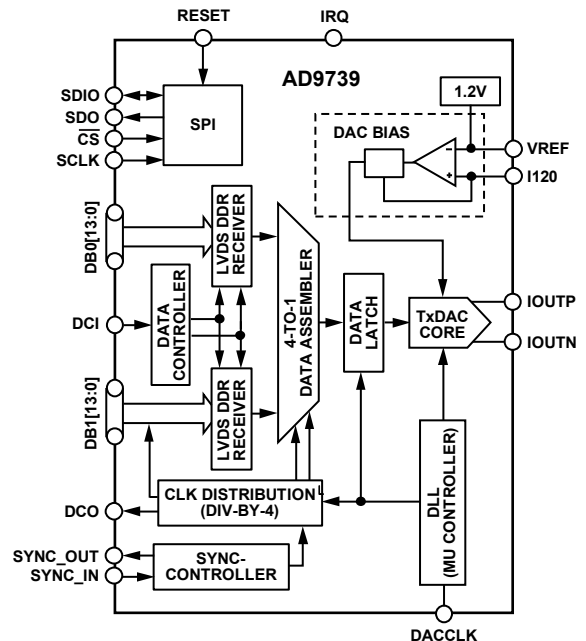 RESET
IRQ
AD9739
SDIO
SDO
CS
SCLK
SPI
1.2V
DAC BIAS
VREF
I120
DB0[13:0]
LVDS DDR
RECEIVER
DCI
DATA
CONTROLLER
4-TO-1
DATA ASSEMBLER
DATA
LATCH
TxDAC
CORE
IOUTP
IOUTN
DB1[13:0]
LVDS DDR
RECEIVER
DCO
CLK DISTRIBUTION
(DIV-BY-4)
DLL
(MU CONTROLLER)
SYNC_OUT
SYNC_IN
SYNC-
CONTROLLER
DACCLK